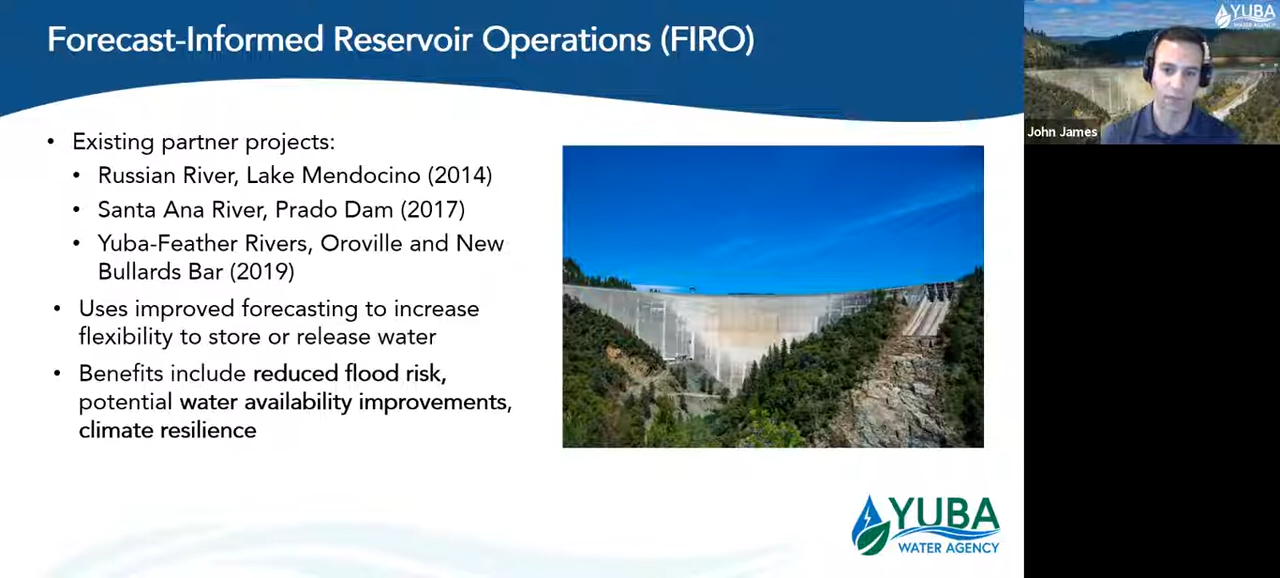 Forecast-Informed Reservoir Operations (FIRO)
• Existing partner projects:
• Russian River, Lake Mendocino (2014)
• Santa Ana River, Prado Dam (2017)
• Yuba-Feather Rivers, Oroville and New
Bullards Bar (2019)
• Uses improved forecasting to increase
flexibility to store or release water
• Benefits include reduced flood risk,
potential water availability improvements,
climate resilience
YUBA
WATER AGENCY
YUBA
WATER AGENCY
John James